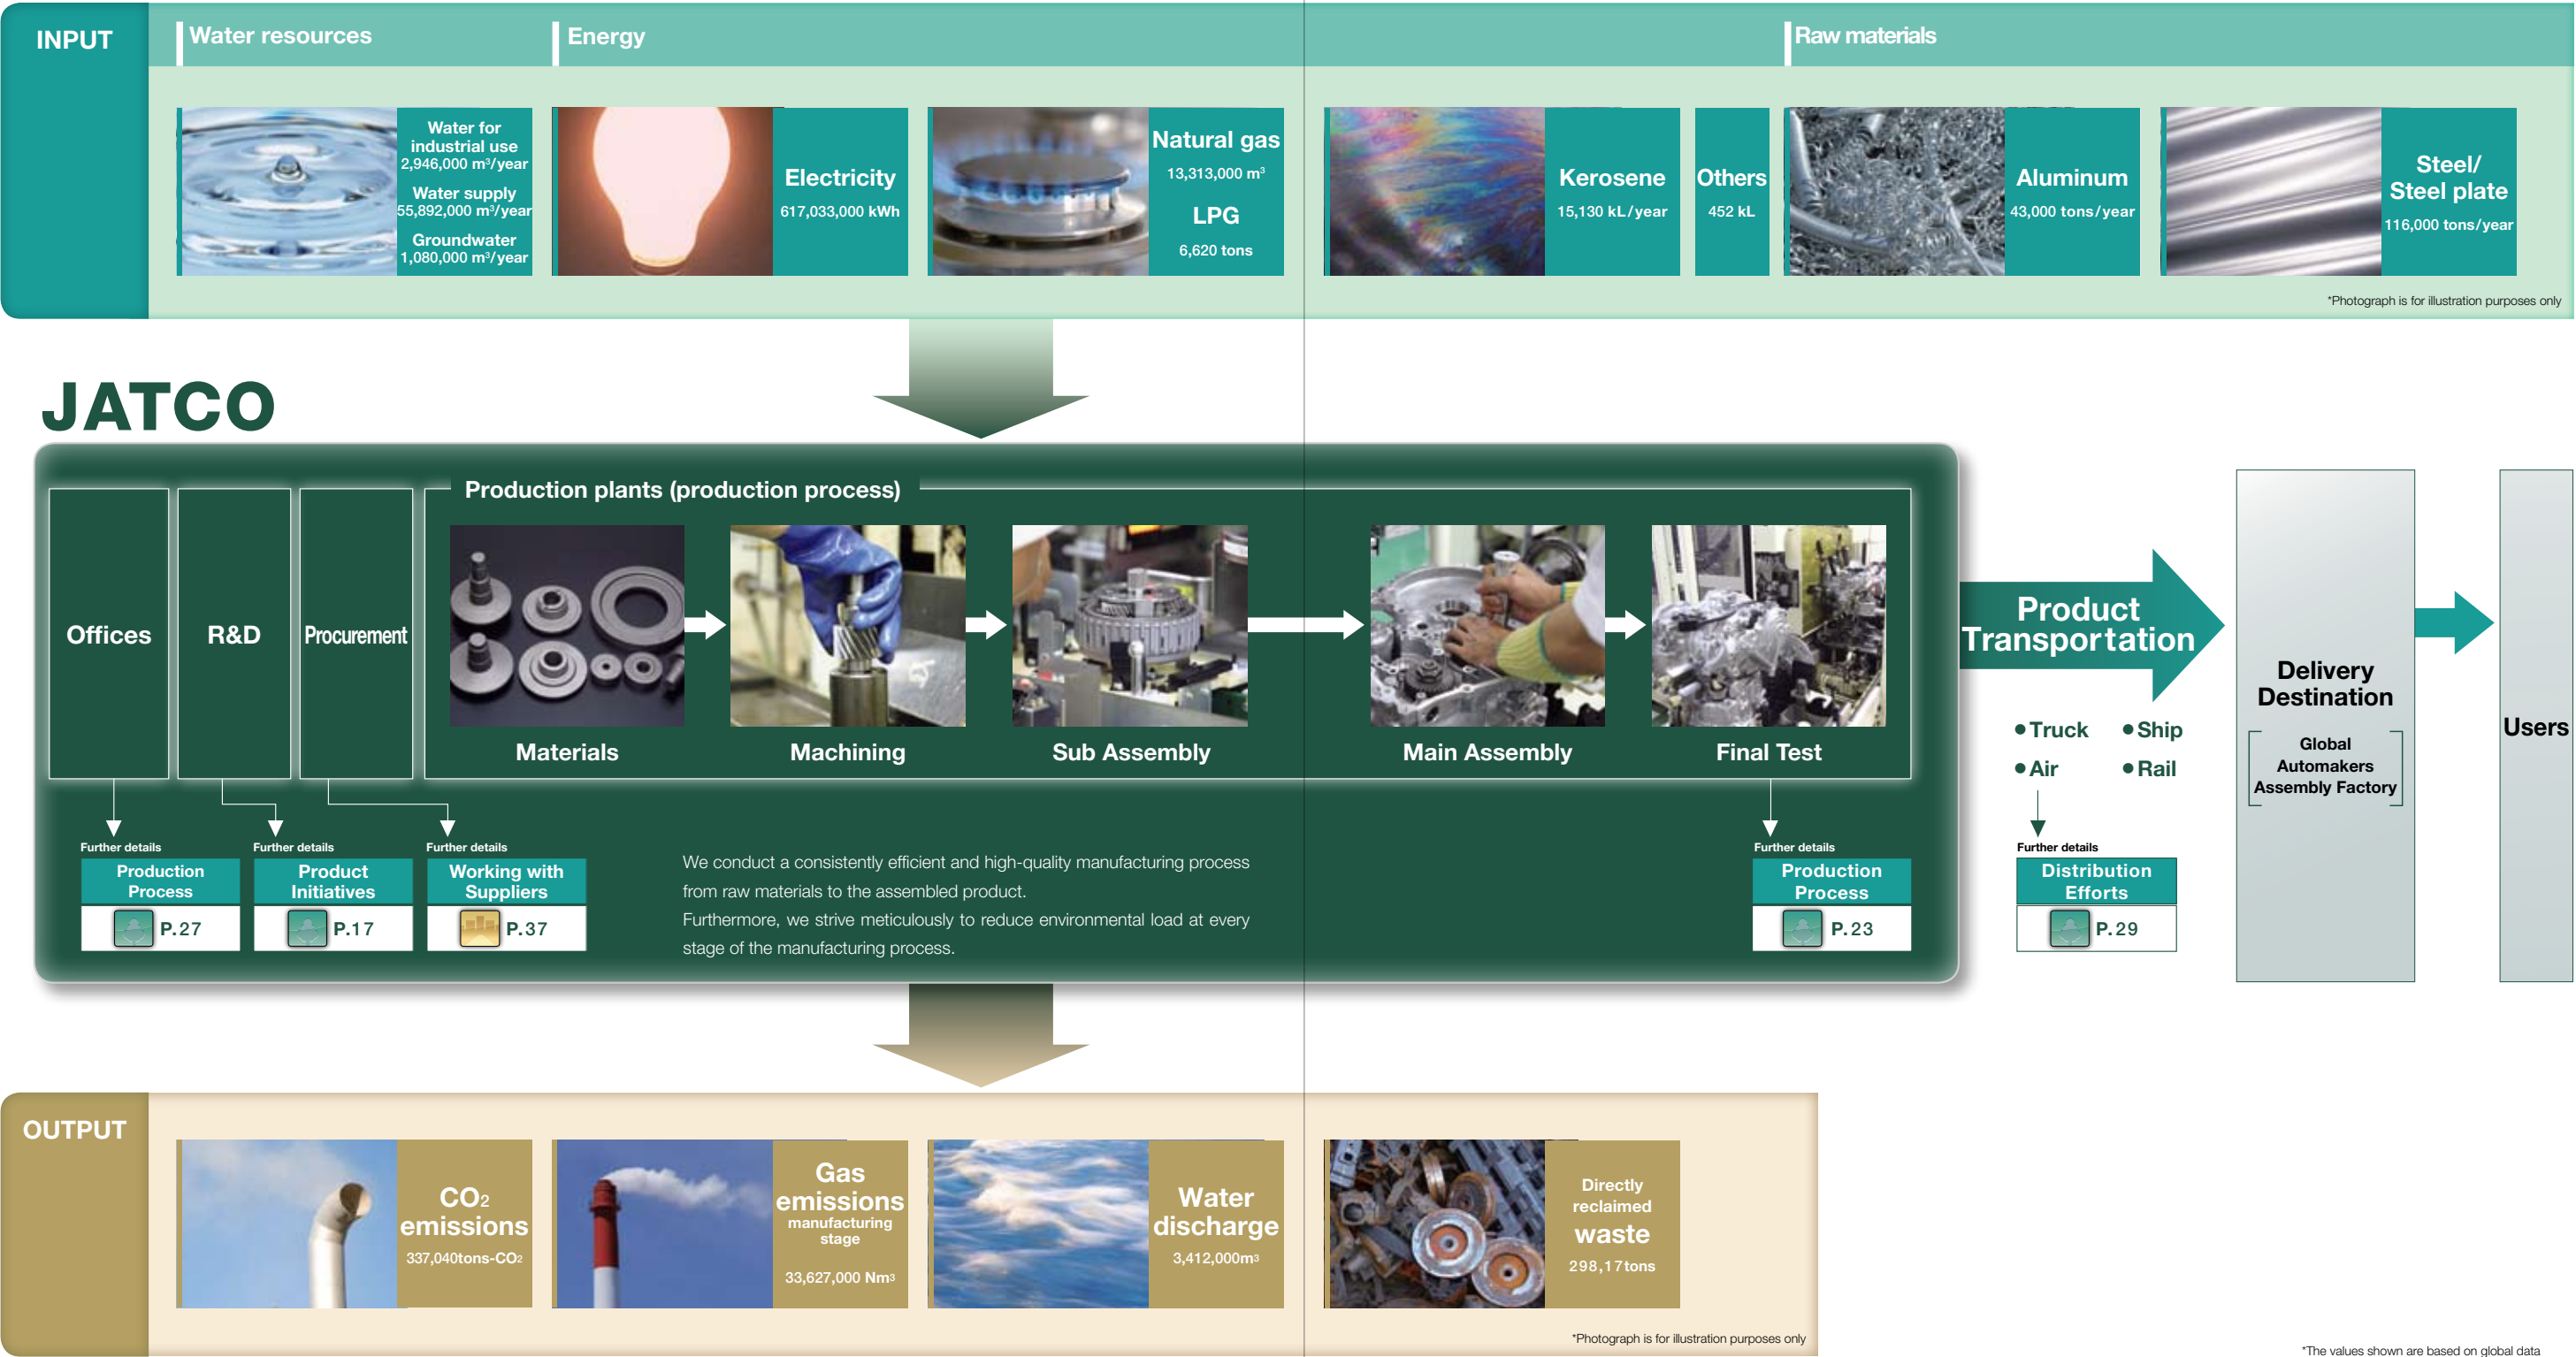 INPUT
Water resources
Energy
Raw materials
Water for
industrial use
2,946,000 m³/year
Water supply
55,892,000 m³/year
Groundwater
1,080,000 m³/year
Electricity
617,033,000 kWh
Natural gas
13,313,000 m³
LPG
6,620 tons
Kerosene
15,130 kL/year
Others
452 kL
Aluminum
43,000 tons/year
Steel/
Steel plate
116,000 tons/year
*Photograph is for illustration purposes only
JATCO
Offices
R&D
Procurement
Production plants (production process)
Materials
Machining
Sub Assembly
Main Assembly
Final Test
Further details
Production
Process
P.27
Further details
Product
Initiatives
P.17
Further details
Working with
Suppliers
P.37
We conduct a consistently efficient and high-quality manufacturing process
from raw materials to the assembled product.
Furthermore, we strive meticulously to reduce environmental load at every
stage of the manufacturing process.
Further details
Production
Process
P.23
Product
Transportation
• Truck • Ship
• Air • Rail
Further details
Distribution
Efforts
P.29
Delivery
Destination
Global
Automakers
Assembly Factory
Users
OUTPUT
CO2
emissions
337,040tons-CO2
Gas
emissions
manufacturing
stage
33,627,000 Nm³
Water
discharge
3,412,000m³
Directly
reclaimed
waste
298,17tons
*Photograph is for illustration purposes only
*The values shown are based on global data